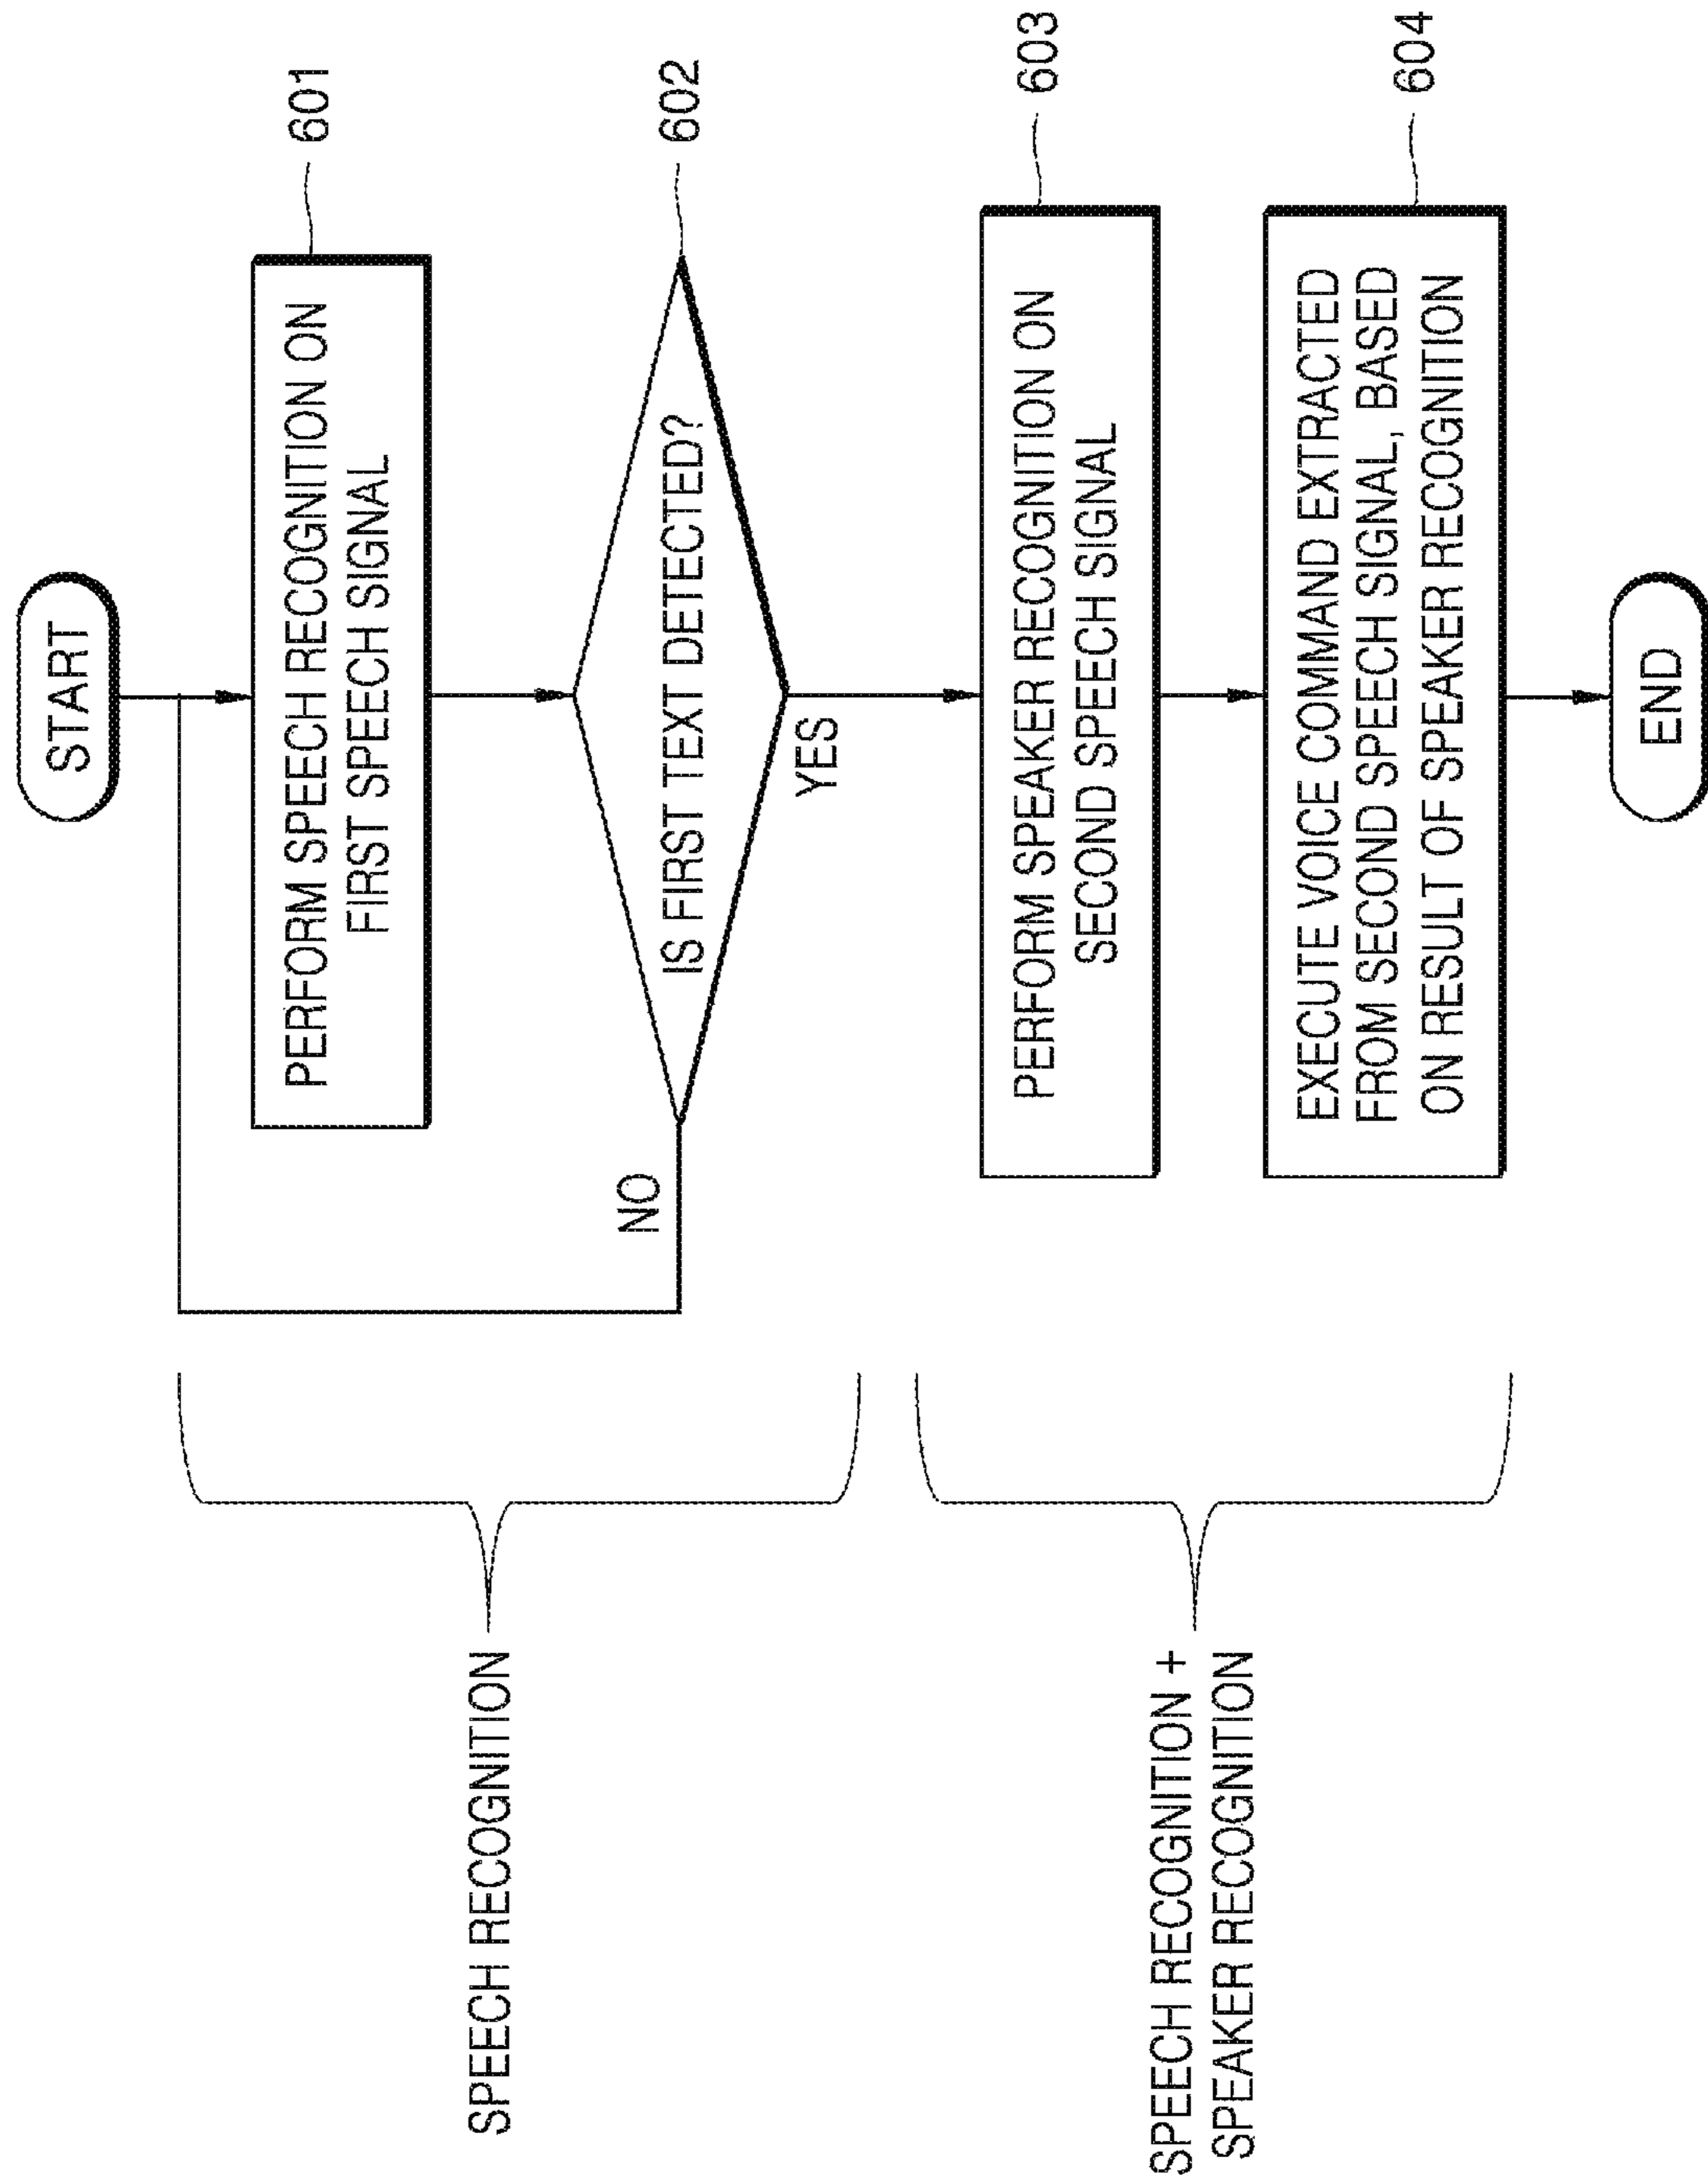 START
PERFORM SPEECH RECOGNITION ON
FIRST SPEECH SIGNAL
601
IS FIRST TEXT DETECTED?
602
NO
YES
SPEECH RECOGNITION
PERFORM SPEAKER RECOGNITION ON
SECOND SPEECH SIGNAL
603
EXECUTE VOICE COMMAND EXTRACTED
FROM SECOND SPEECH SIGNAL, BASED
ON RESULT OF SPEAKER RECOGNITION
604
SPEECH RECOGNITION +
SPEAKER RECOGNITION
END